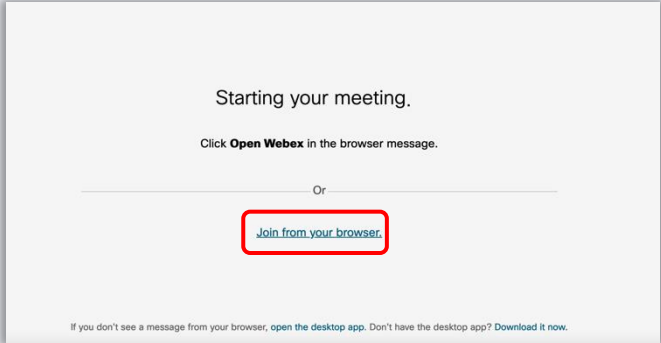 Starting your meeting.
Click Open Webex in the browser message.
Or
Join from your browser.
If you don't see a message from your browser, open the desktop app. Don't have the desktop app? Download it now.